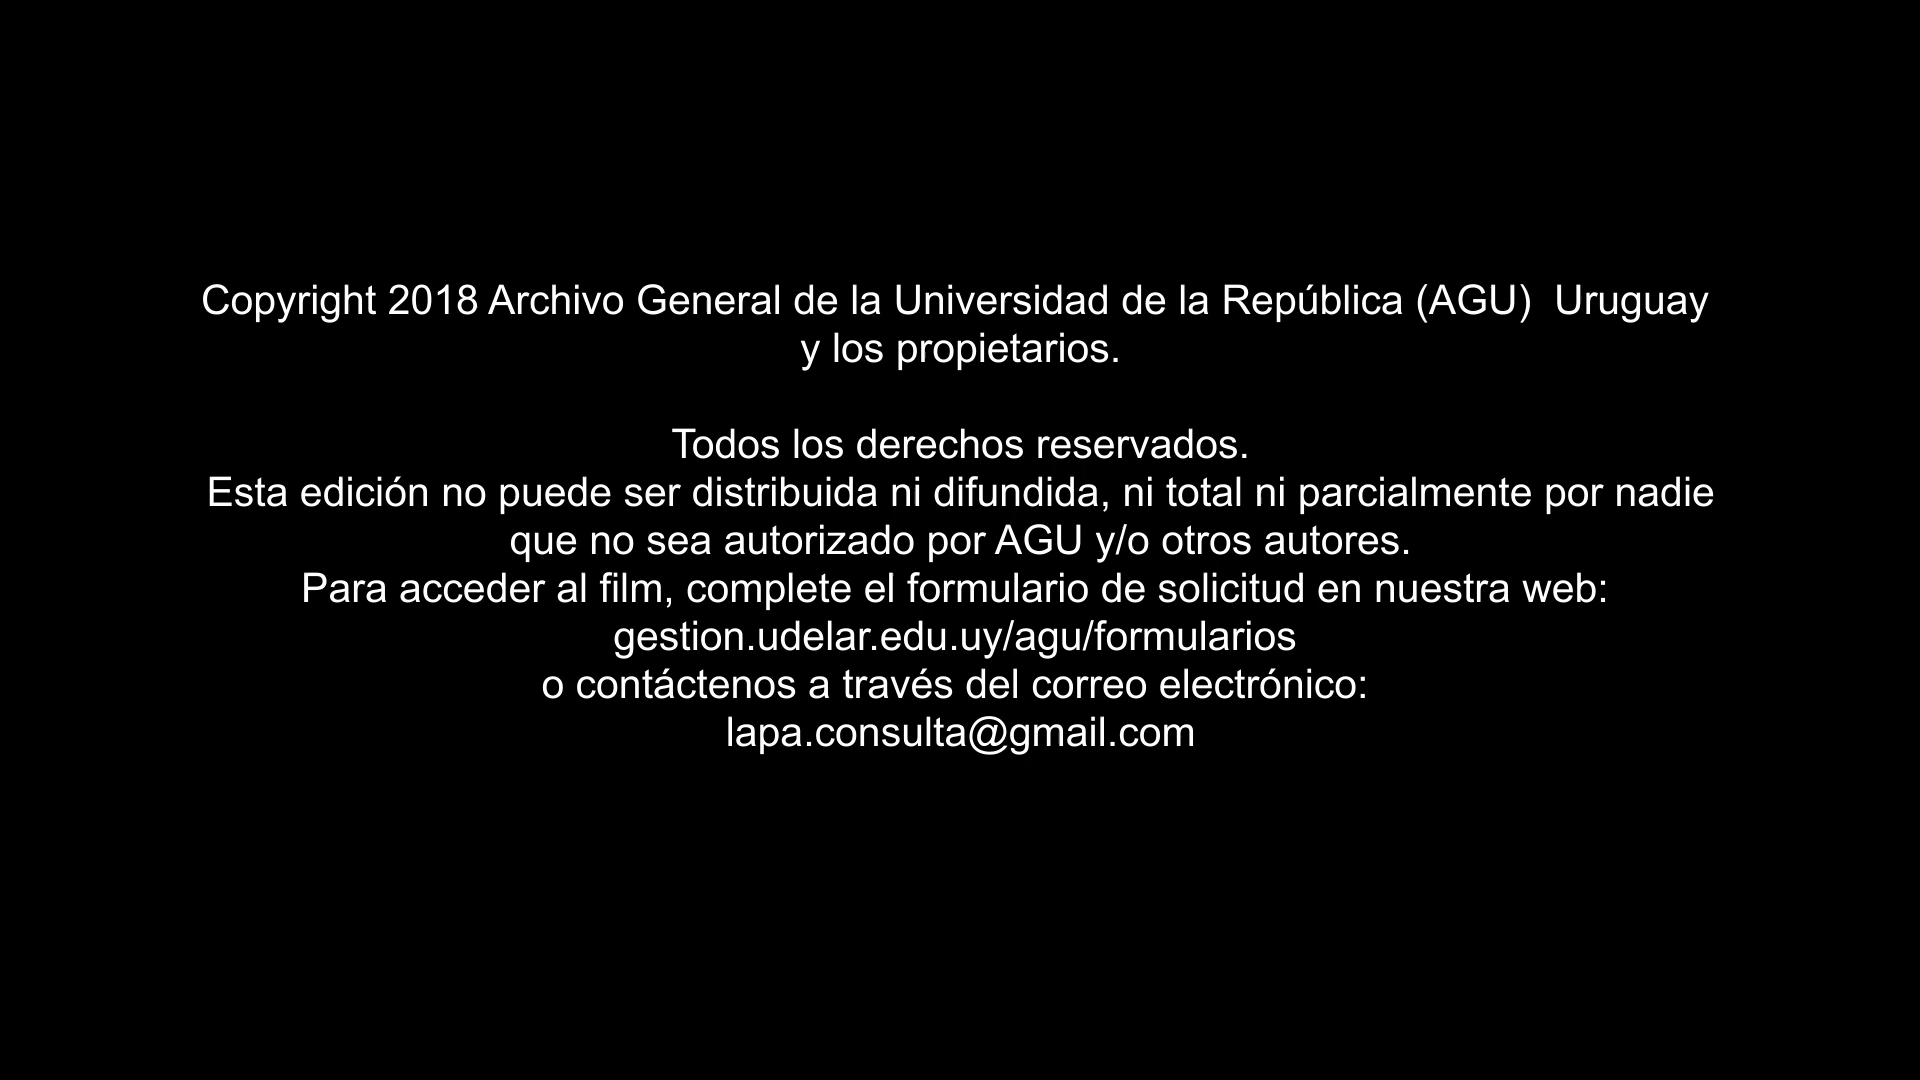 Copyright 2018 Archivo General de la Universidad de la República (AGU)  Uruguay
y los propietarios.
Todos los derechos reservados.
Esta edición no puede ser distribuida ni difundida, ni total ni parcialmente por nadie
que no sea autorizado por AGU y/o otros autores.
Para acceder al film, complete el formulario de solicitud en nuestra web:
gestion.udelar.edu.uy/agu/formularios
o contáctenos a través del correo electrónico:
lapa.consulta@gmail.com